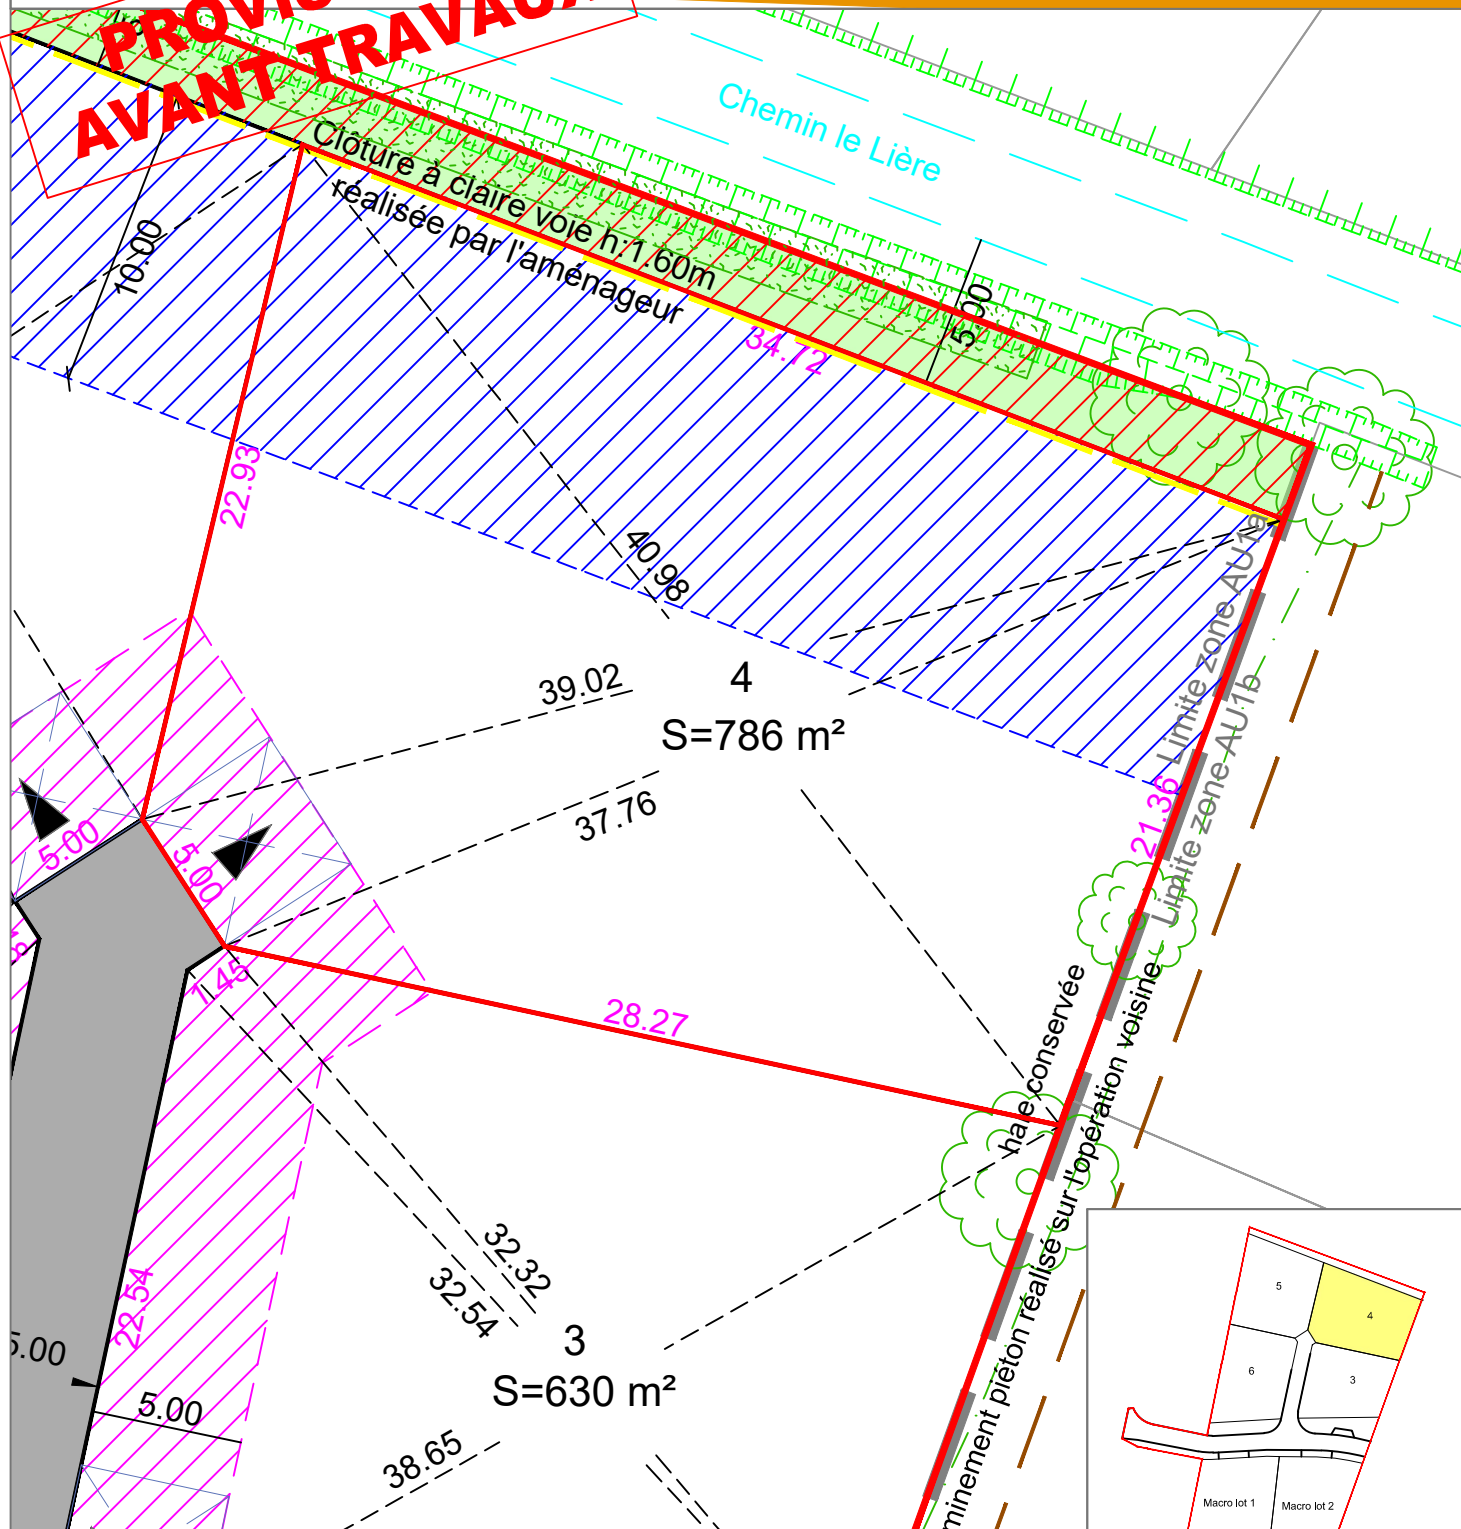 AVANT TRAVAUX
Chemin le Lière
Clôture à claire voie h:1.60m
réalisée par l'aménageur
10.00
5.00
34.72
22.93
40.98
39.02
4
S=786 m²
37.76
Limite zone AU1a
Limite zone AU1b
21.36
5.00
5.00
1.45
28.27
haie conservée
32.32
32.54
22.54
3
S=630 m²
5.00
5.00
38.65
piéton réalisé sur l'opération voisine
5
4
6
3
Macro lot 1
Macro lot 2